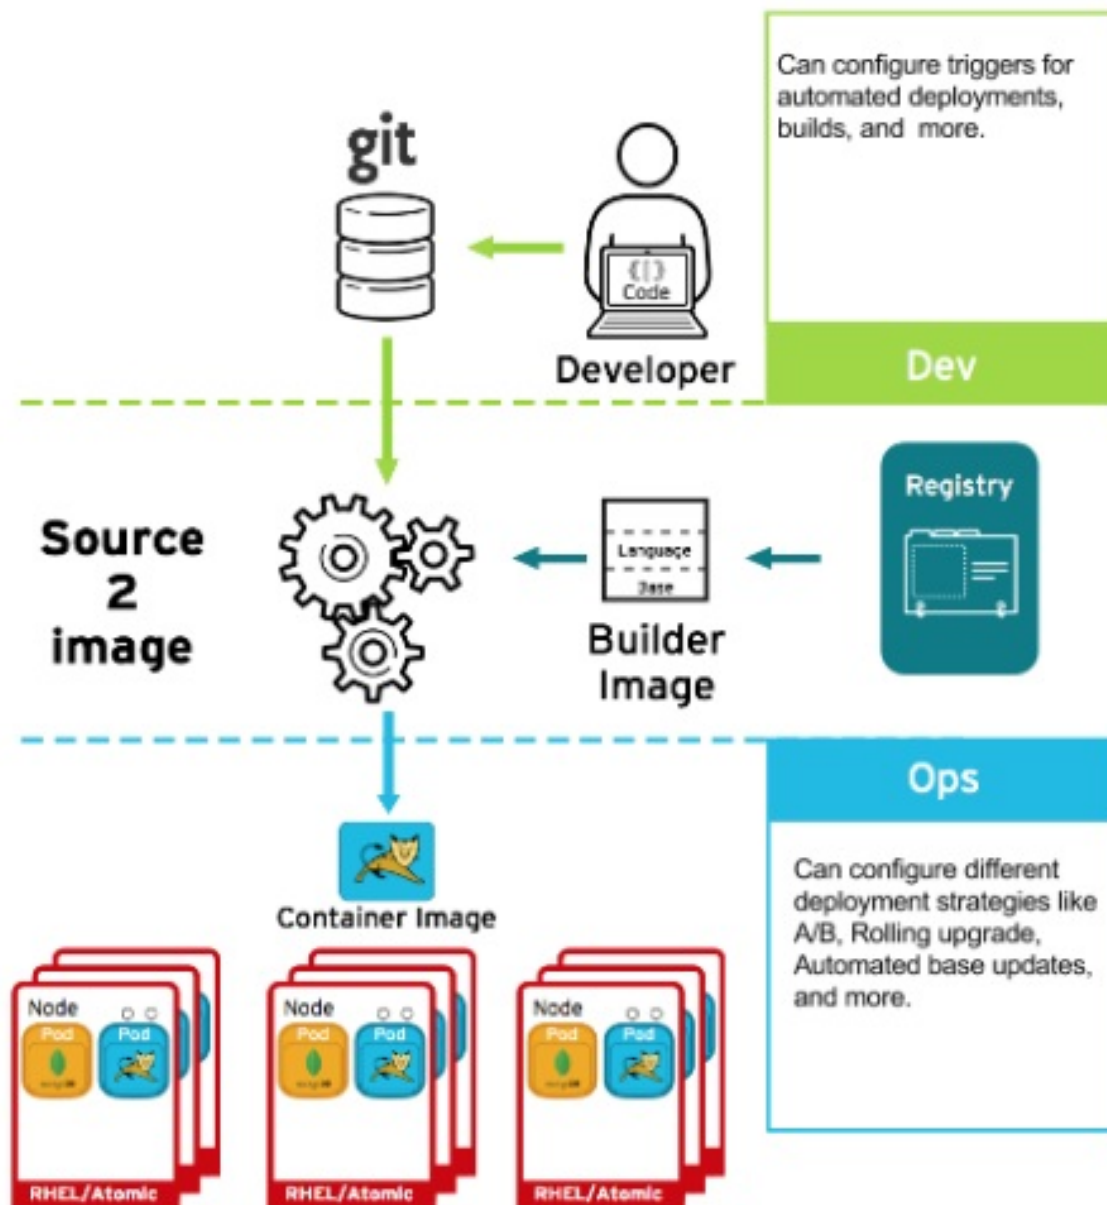 Can configure triggers for
automated deployments,
builds, and more.
git
{|}
Code
Developer
Dev
Source
2
image
Language
Base
Builder
Image
Registry
Ops
Container Image
Can configure different
deployment strategies like
A/B, Rolling upgrade,
Automated base updates,
and more.
Node
Pod
Pod
RHEL/Atomic
Node
Pod
Pod
RHEL/Atomic
Node
Pod
Pod
RHEL/Atomic